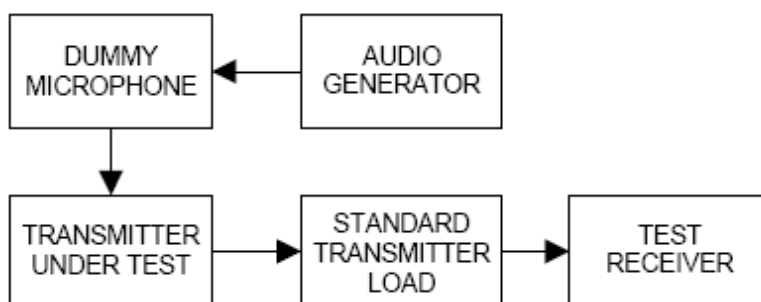 DUMMY
MICROPHONE
AUDIO
GENERATOR
TRANSMITTER
UNDER TEST
STANDARD
TRANSMITTER
LOAD
TEST
RECEIVER